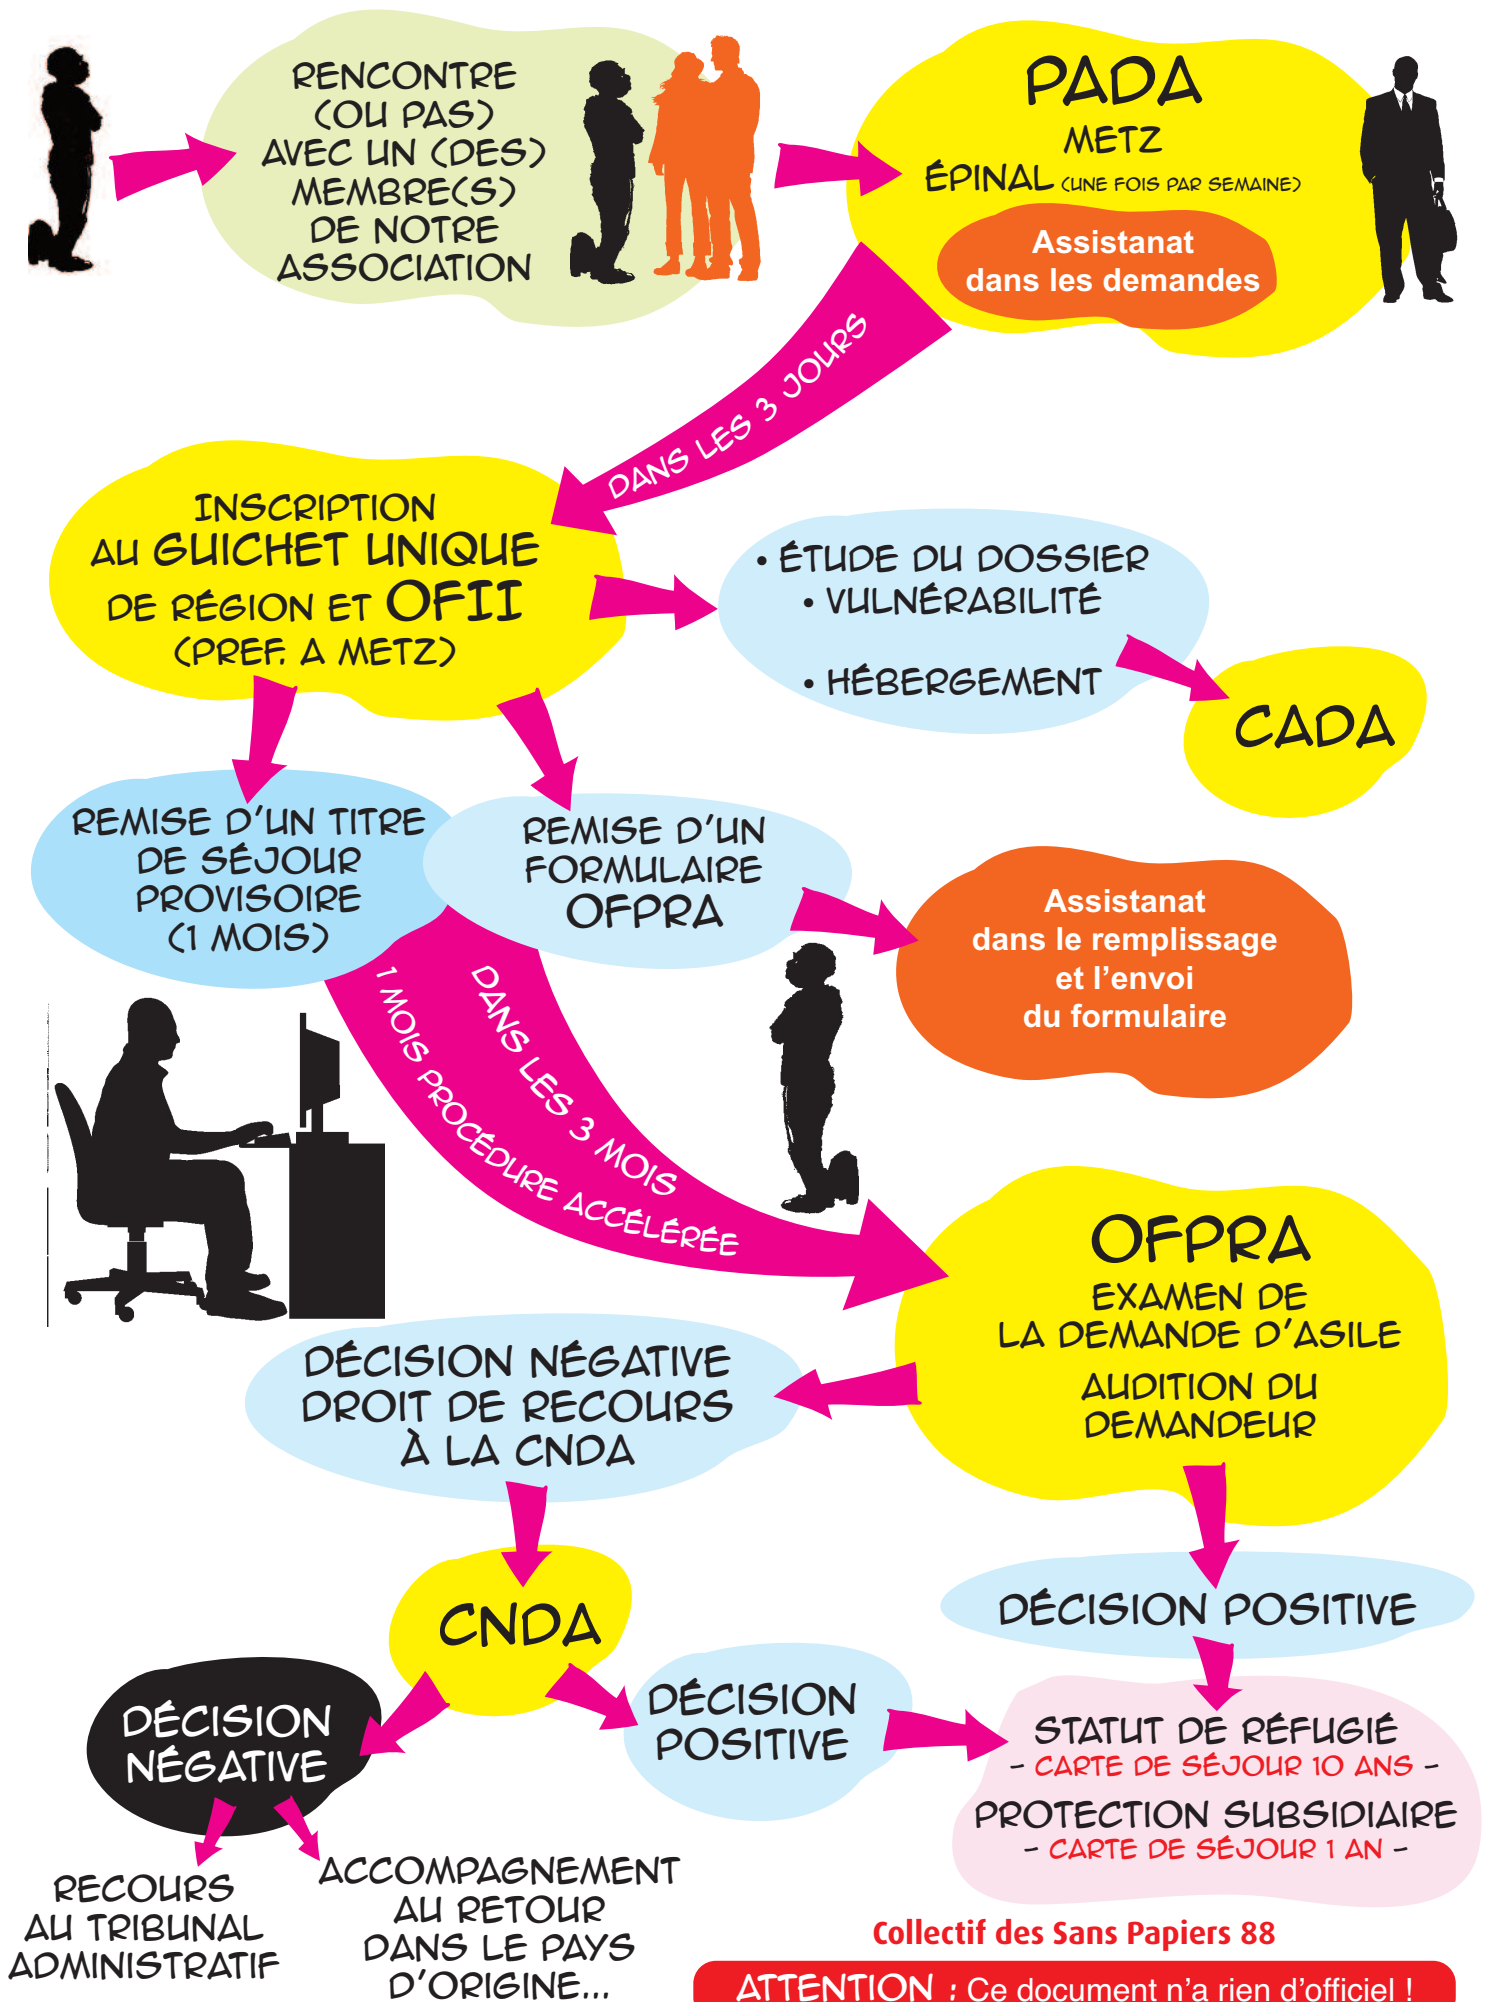 RENCONTRE
(OU PAS)
AVEC UN (DES)
MEMBRE(S)
DE NOTRE
ASSOCIATION
PADA
METZ
ÉPINAL (UNE FOIS PAR SEMAINE)
Assistanat
dans les demandes
DANS LES 3 JOURS
INSCRIPTION
AU GUICHET UNIQUE
DE RÉGION ET OFII
(PREF. A METZ)
• ÉTUDE DU DOSSIER
• VULNÉRABILITÉ
• HÉBERGEMENT
CADA
REMISE D'UN TITRE
DE SÉJOUR
PROVISOIRE
(1 MOIS)
REMISE D'UN
FORMULAIRE
OFPRA
Assistanat
dans le remplissage
et l'envoi
du formulaire
DANS LES 3 MOIS
1 MOIS PROCÉDURE ACCÉLÉRÉE
OFPRA
EXAMEN DE
LA DEMANDE D'ASILE
AUDITION DU
DEMANDEUR
DÉCISION NÉGATIVE
DROIT DE RECOURS
À LA CNDA
CNDA
DÉCISION POSITIVE
DÉCISION
NÉGATIVE
DÉCISION
POSITIVE
STATUT DE RÉFUGIÉ
- CARTE DE SÉJOUR 10 ANS -
PROTECTION SUBSIDIAIRE
- CARTE DE SÉJOUR 1 AN -
RECOURS
AU TRIBUNAL
ADMINISTRATIF
ACCOMPAGNEMENT
AU RETOUR
DANS LE PAYS
D'ORIGINE...
Collectif des Sans Papiers 88
ATTENTION : Ce document n'a rien d'officiel !